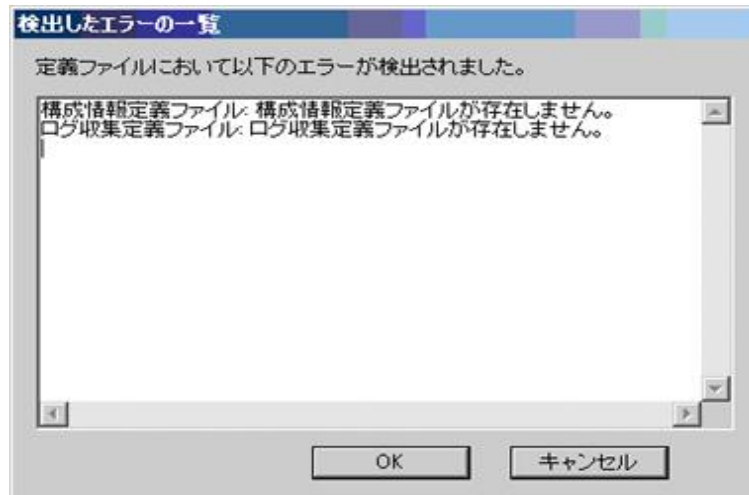 検出したエラーの一覧
定義ファイルにおいて以下のエラーが検出されました。
構成情報定義ファイル: 構成情報定義ファイルが存在しません。
ログ収集定義ファイル: ログ収集定義ファイルが存在しません。
OK
キャンセル